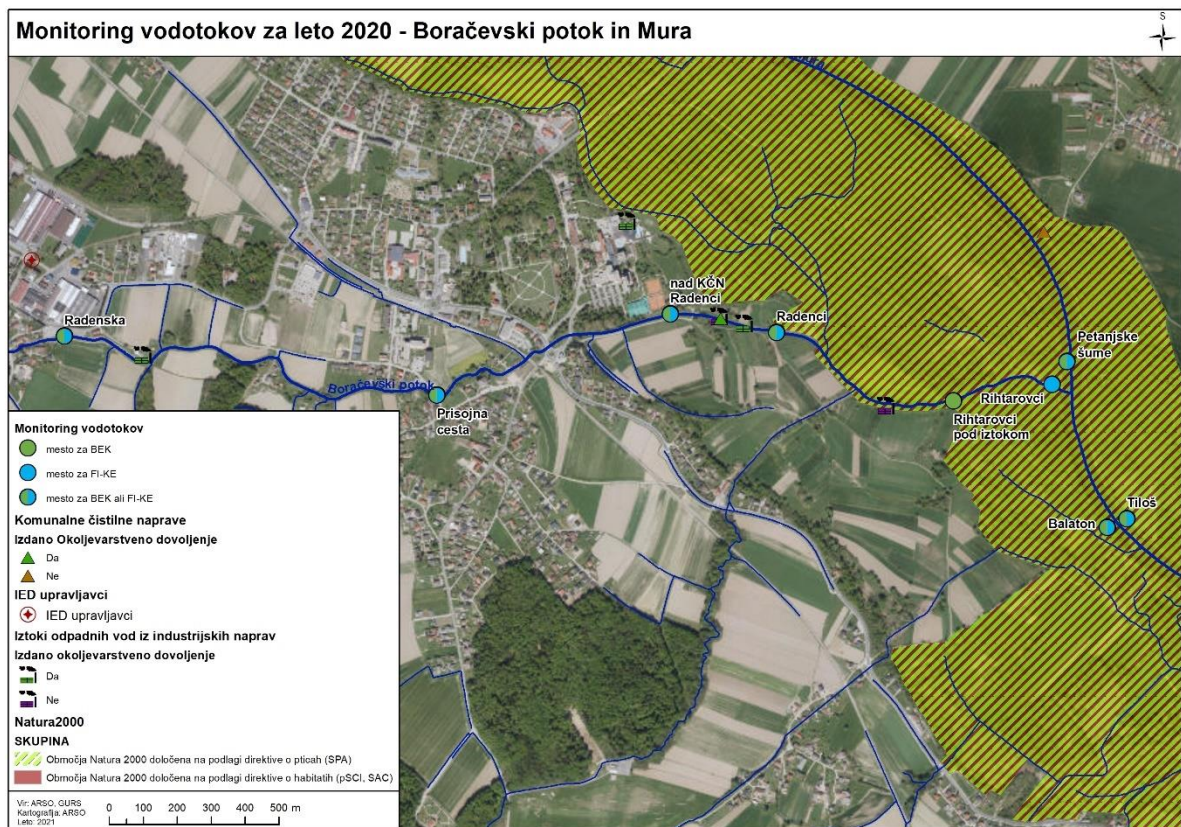 Monitoring vodotokov za leto 2020 - Boračevski potok in Mura
S
Radenska
Boračevski potok
Prisojna
cesta
nad KČN
Radenci
Radenci
Petanjske
šume
Rihtarovci
Rihtarovci
pod iztokom
Tiloš
Balaton
Monitoring vodotokov
mesto za BEK
mesto za FI-KE
mesto za BEK ali FI-KE
Komunalne čistilne naprave
Izdano Okoljevarstveno dovoljenje
Da
Ne
IED upravljavci
IED upravljavci
Iztoki odpadnih vod iz industrijskih naprav
Izdano okoljevarstveno dovoljenje
Da
Ne
Natura2000
SKUPINA
Območja Natura 2000 določena na podlagi direktive o pticah (SPA)
Območja Natura 2000 določena na podlagi direktive o habitatih (pSCI, SAC)
Vir: ARSO, GURS
Kartografija: ARSO
Leto: 2021
0 100 200 300 400 500 m